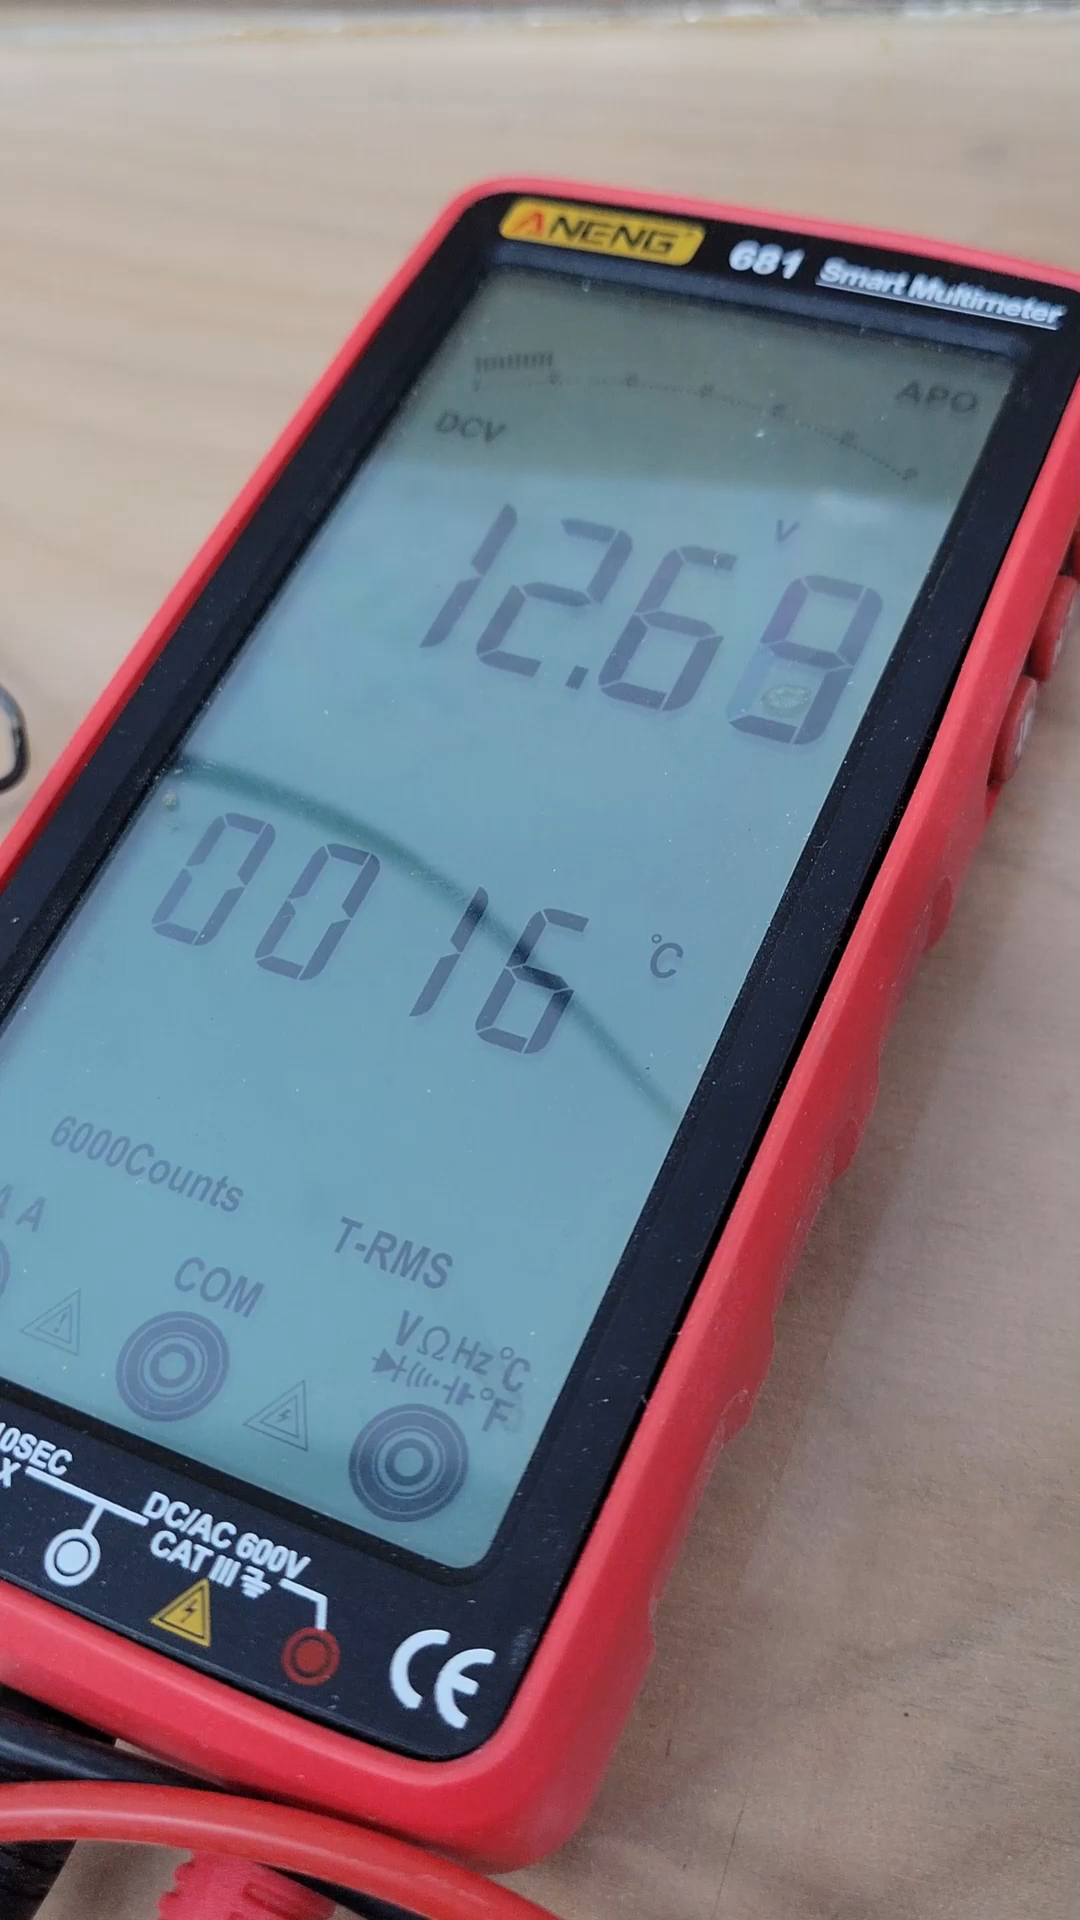 ANENG 681 Smart Multimeter
APO
DCV
V
12.69
0016 °C
6000Counts
A
T-RMS
COM
VΩHz°C
°F
10SEC
DC/AC 600V
CAT III
CE